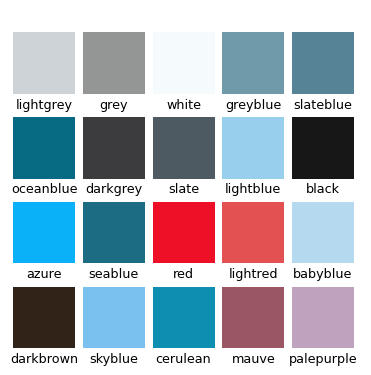 lightgrey grey white greyblue slateblue
oceanblue darkgrey slate lightblue black
azure seablue red lightred babyblue
darkbrown skyblue cerulean mauve palepurple